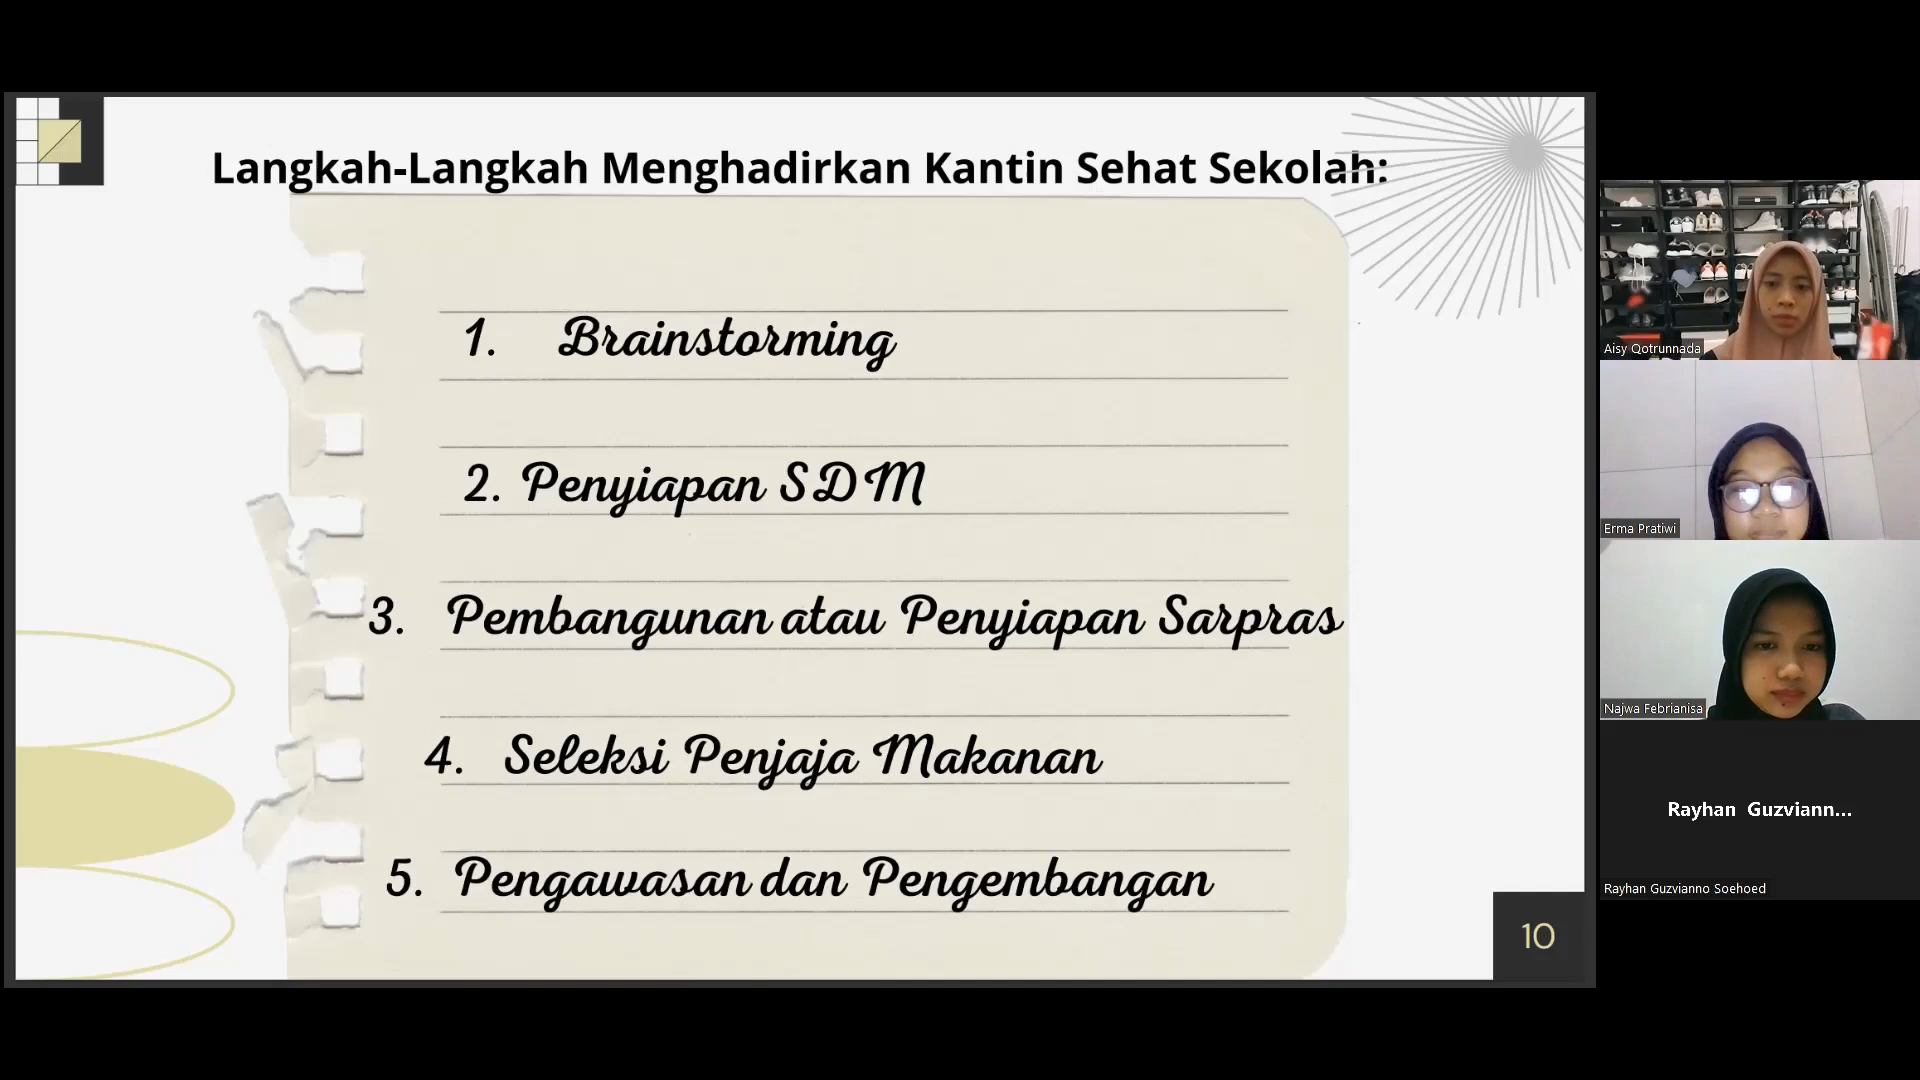 Langkah-Langkah Menghadirkan Kantin Sehat Sekolah:
1. Brainstorming
2. Penyiapan SDM
3. Pembangunan atau Penyiapan Sarpras
4. Seleksi Penjaja Makanan
5. Pengawasan dan Pengembangan
10
Aisy Qotrunnada
Erma Pratiwi
Najwa Febrianisa
Rayhan Guzviann...
Rayhan Guzvianno Soehoed